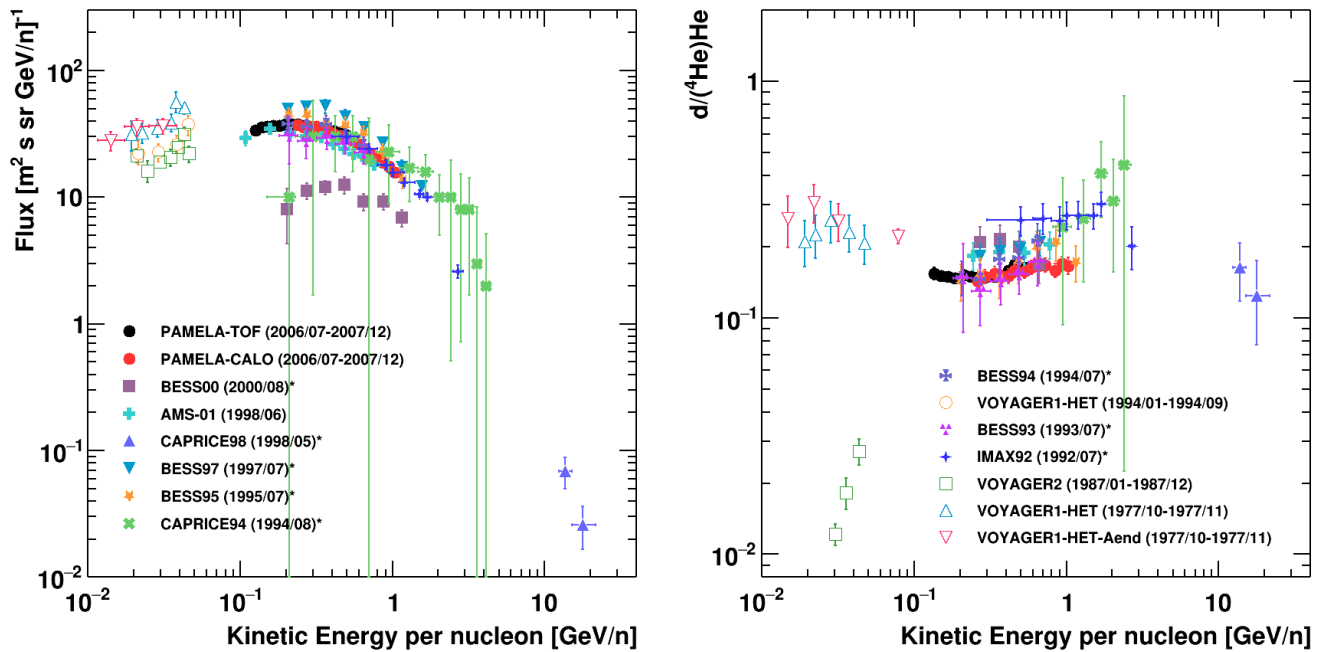 Flux [m² s sr GeV/n]⁻¹
10²
10
1
10⁻¹
10⁻²
10⁻² 10⁻¹ 1 10
Kinetic Energy per nucleon [GeV/n]
PAMELA-TOF (2006/07-2007/12)
PAMELA-CALO (2006/07-2007/12)
BESS00 (2000/08)*
AMS-01 (1998/06)
CAPRICE98 (1998/05)*
BESS97 (1997/07)*
BESS95 (1995/07)*
CAPRICE94 (1994/08)*
d/(⁴He)He
1
10⁻¹
10⁻²
10⁻² 10⁻¹ 1 10
Kinetic Energy per nucleon [GeV/n]
BESS94 (1994/07)*
VOYAGER1-HET (1994/01-1994/09)
BESS93 (1993/07)*
IMAX92 (1992/07)*
VOYAGER2 (1987/01-1987/12)
VOYAGER1-HET (1977/10-1977/11)
VOYAGER1-HET-Aend (1977/10-1977/11)